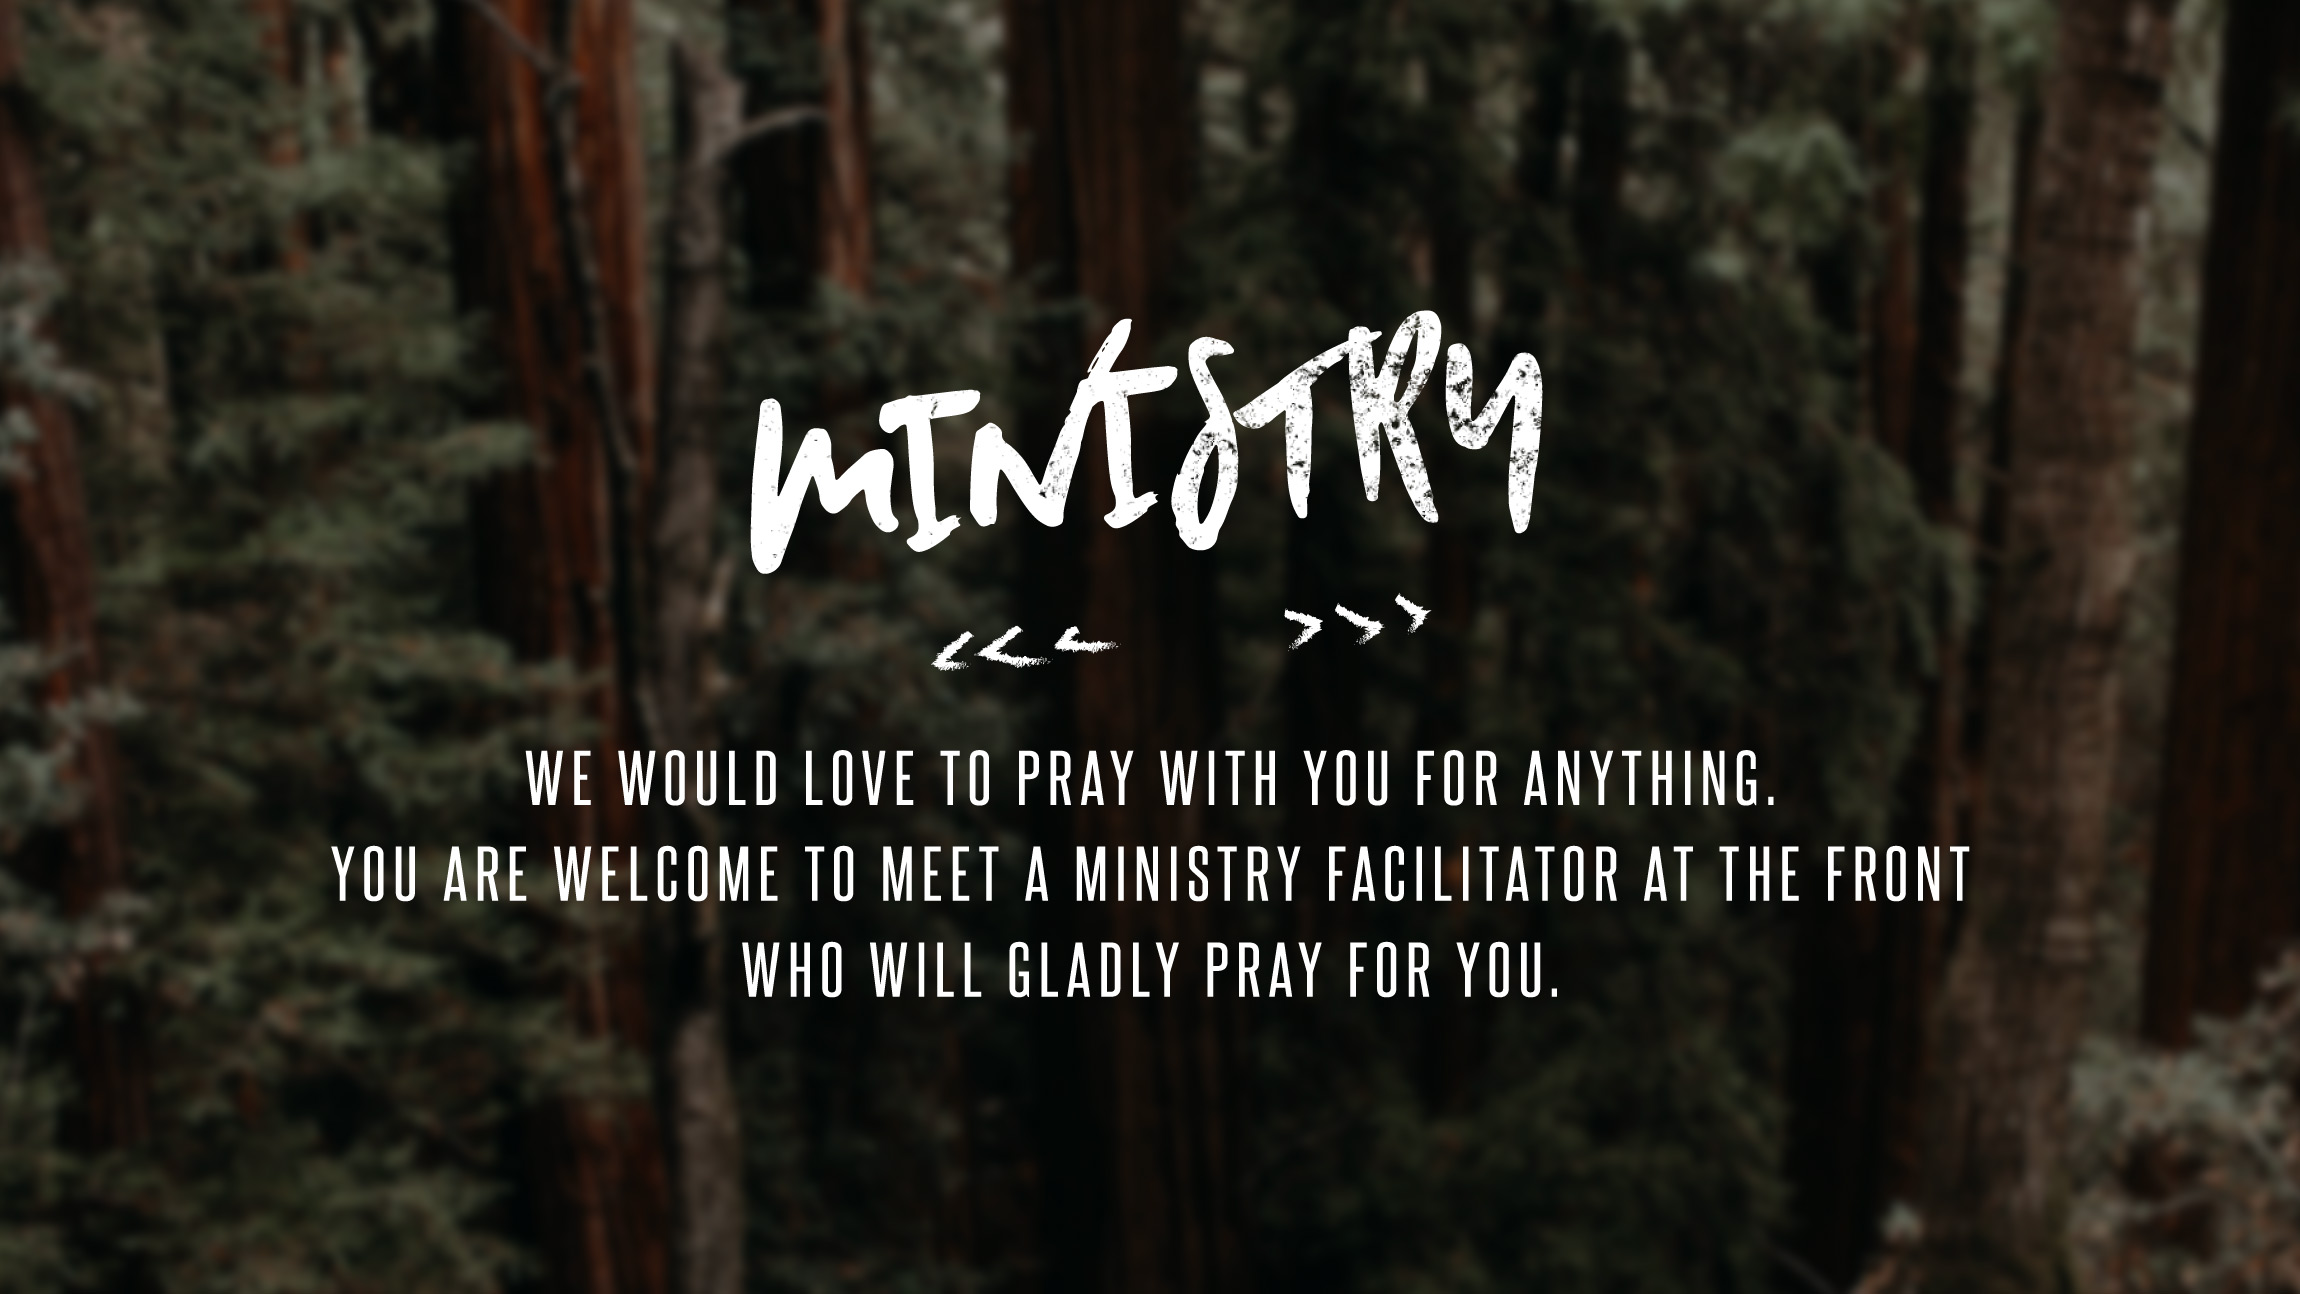 MINISTRY
<<< >>>
WE WOULD LOVE TO PRAY WITH YOU FOR ANYTHING.
YOU ARE WELCOME TO MEET A MINISTRY FACILITATOR AT THE FRONT
WHO WILL GLADLY PRAY FOR YOU.